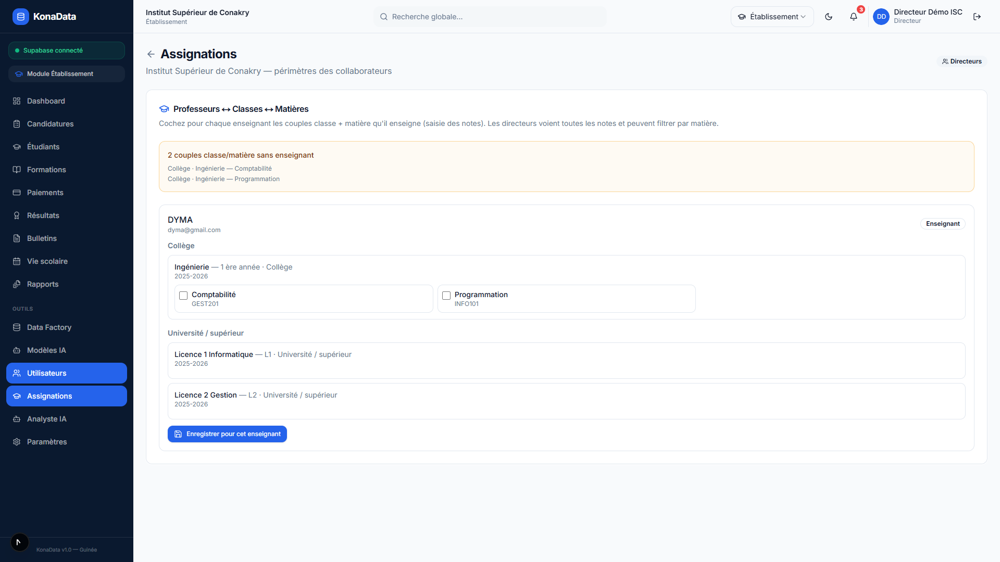 KonaData
Supabase connecté
Module Établissement
Dashboard
Candidatures
Étudiants
Formations
Paiements
Résultats
Bulletins
Vie scolaire
Rapports
OUTILS
Data Factory
Modèles IA
Utilisateurs
Assignations
Analyste IA
Paramètres
KonaData v1.0 — Guinée
Institut Supérieur de Conakry
Établissement
Recherche globale...
Établissement
3
DD
Directeur Démo ISC
Directeur
Assignations
Institut Supérieur de Conakry — périmètres des collaborateurs
Directeurs
Professeurs ↔ Classes ↔ Matières
Cochez pour chaque enseignant les couples classe + matière qu'il enseigne (saisie des notes). Les directeurs voient toutes les notes et peuvent filtrer par matière.
2 couples classe/matière sans enseignant
Collège · Ingénierie — Comptabilité
Collège · Ingénierie — Programmation
DYMA
dyma@gmail.com
Enseignant
Collège
Ingénierie — 1 ère année · Collège
2025-2026
Comptabilité
GEST201
Programmation
INFO101
Université / supérieur
Licence 1 Informatique — L1 · Université / supérieur
2025-2026
Licence 2 Gestion — L2 · Université / supérieur
2025-2026
Enregistrer pour cet enseignant